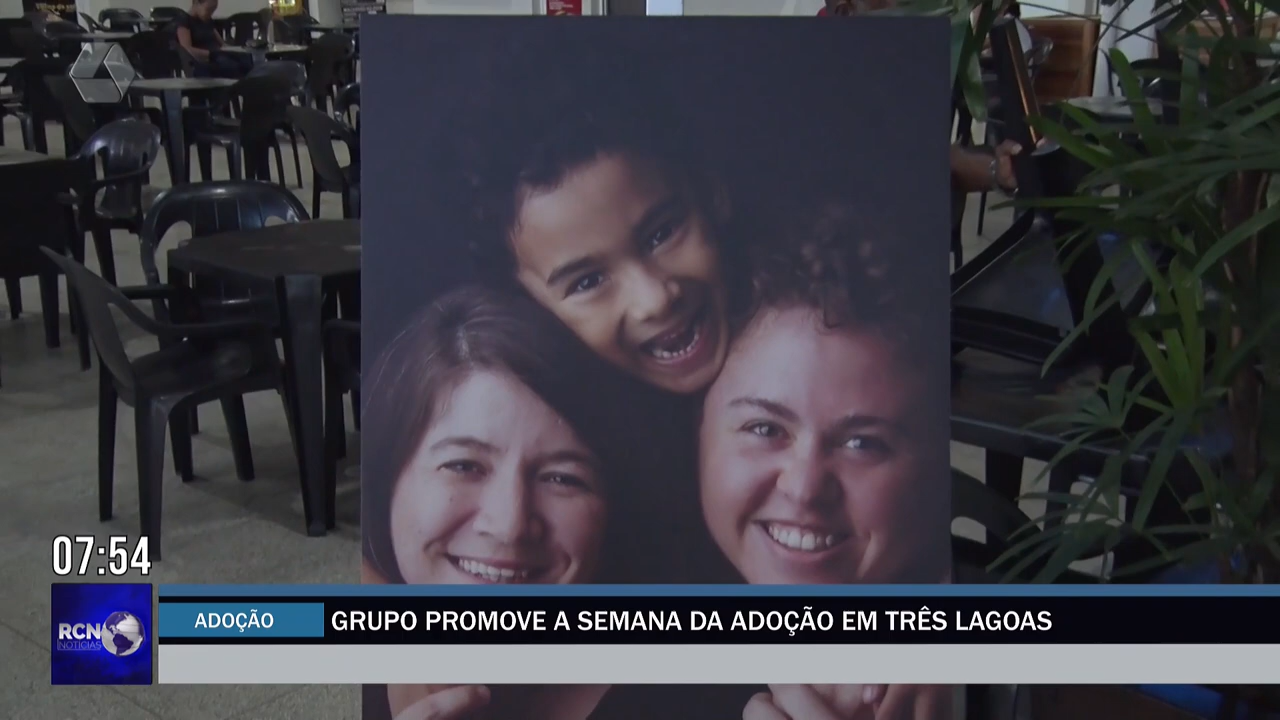 07:54
RCN
NOTÍCIAS
ADOÇÃO
GRUPO PROMOVE A SEMANA DA ADOÇÃO EM TRÊS LAGOAS